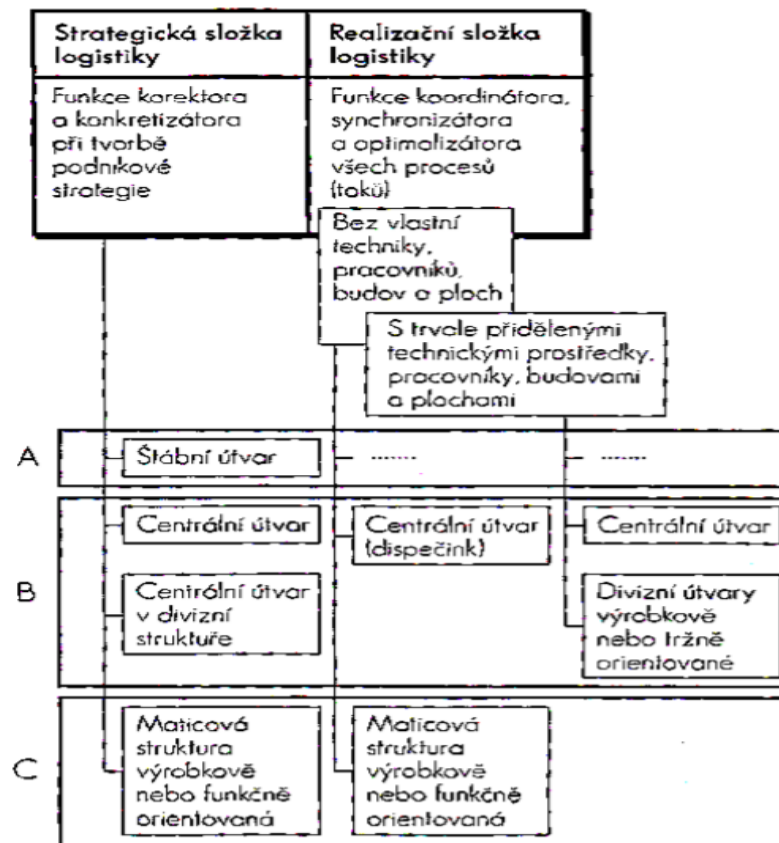 Strategická složka
logistiky
Realizační složka
logistiky
Funkce korektora
a konkretizátora
při tvorbě
podnikové
strategie
Funkce koordinátora,
synchronizátora
a optimalizátora
všech procesů
(toků)
Bez vlastní
techniky,
pracovníků,
budov a ploch
S trvale přidělenými
technickými prostředky,
pracovníky, budovami
a plochami
A
Štábní útvar
.......
.......
B
Centrální útvar
Centrální útvar
(dispečink)
Centrální útvar
Centrální útvar
v divizní
struktuře
Divizní útvary
výrobkově
nebo tržně
orientované
C
Maticová
struktura
výrobkově
nebo funkčně
orientovaná
Maticová
struktura
výrobkově
nebo funkčně
orientovaná